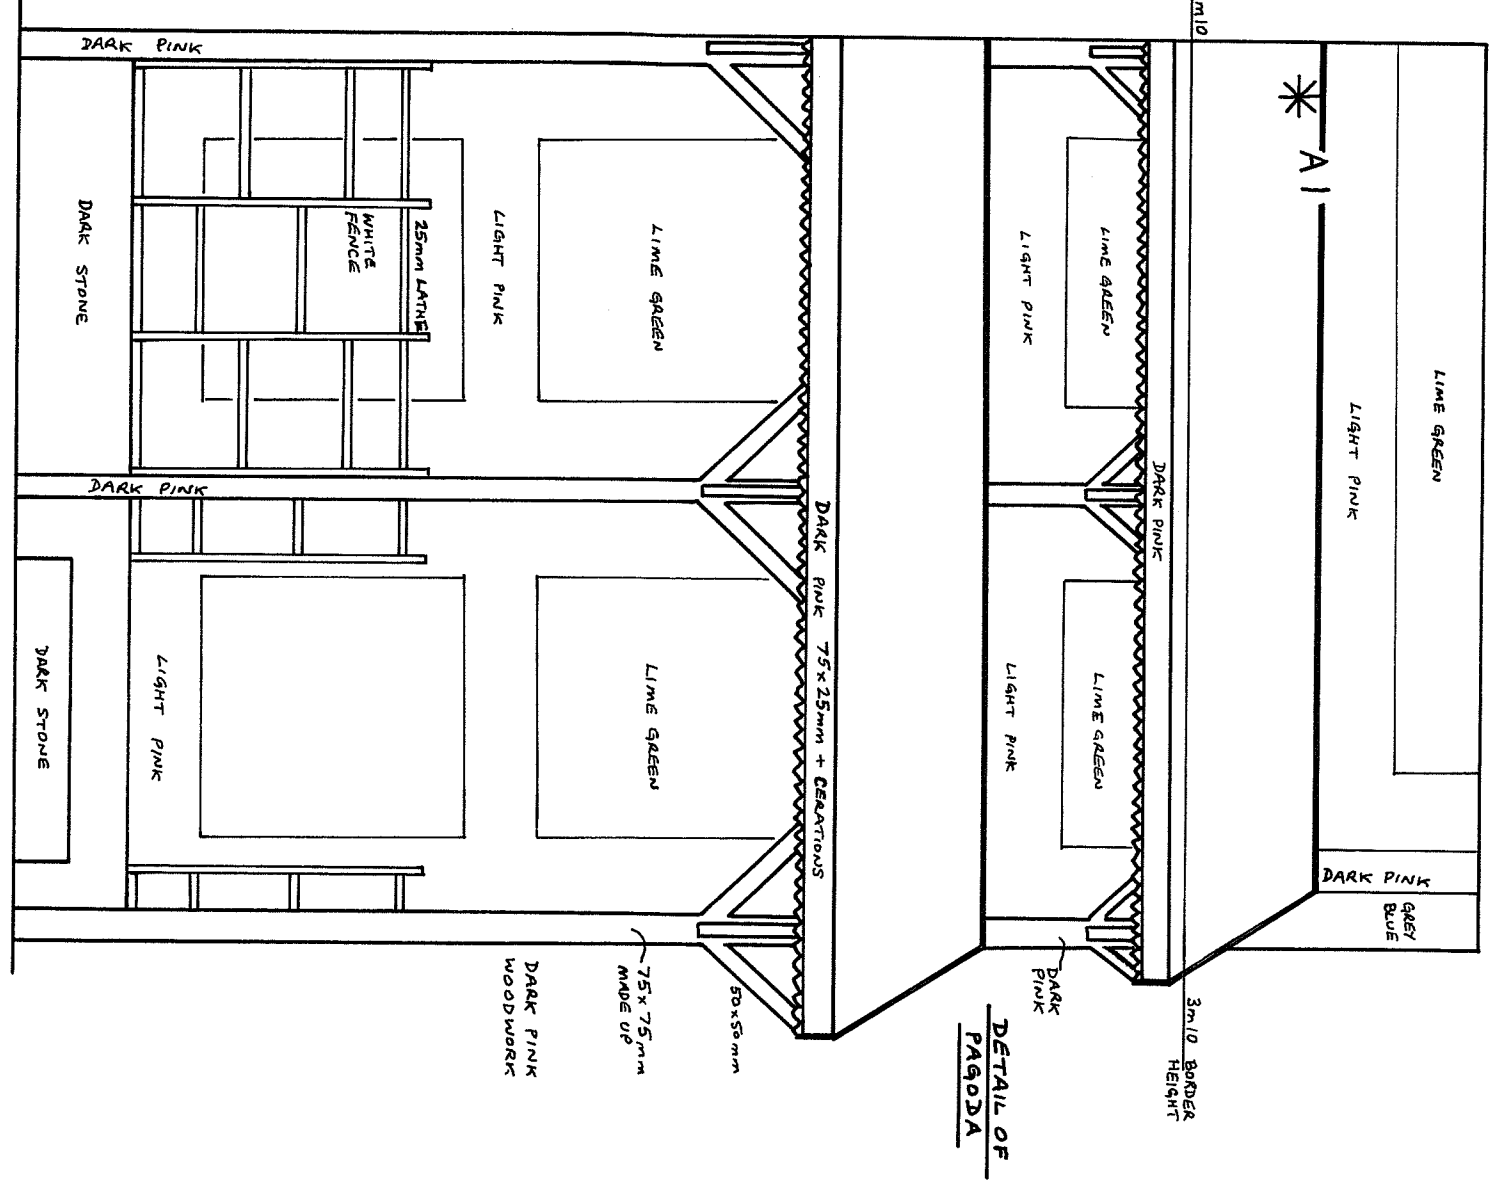 LIME GREEN
GREY
BLUE
DARK PINK
LIGHT PINK
A1
m10
3m10 BORDER
HEIGHT
DARK PINK
LIME GREEN
LIME GREEN
DARK
PINK
LIGHT PINK
LIGHT PINK
DETAIL OF
PAGODA
DARK PINK 75x25mm + CERATIONS
50x50mm
LIME GREEN
LIME GREEN
75x75mm
MADE UP
LIGHT PINK
DARK PINK
WOODWORK
25mm LATHE
WHITE
FENCE
LIGHT PINK
DARK STONE
DARK PINK
DARK PINK
DARK STONE